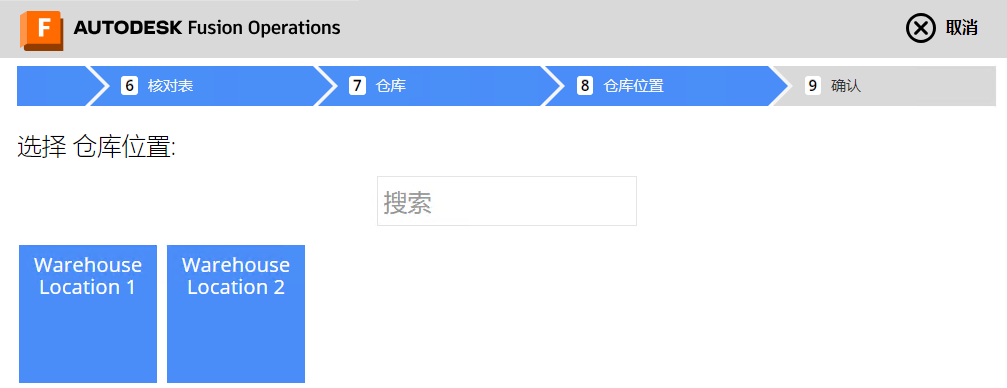 F AUTODESK Fusion Operations
取消
6 核对表
7 仓库
8 仓库位置
9 确认
选择 仓库位置:
搜索
Warehouse
Location 1
Warehouse
Location 2